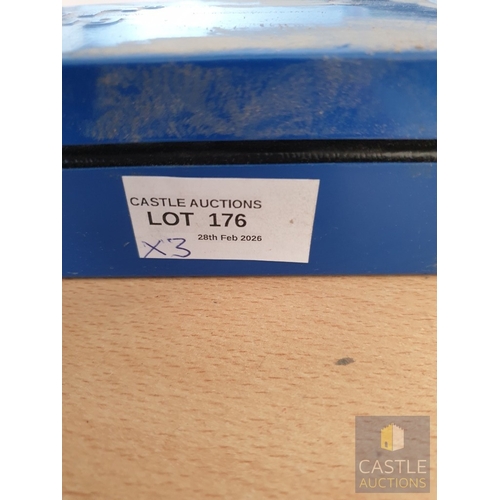 CASTLE AUCTIONS
LOT 176
X3 28th Feb 2026
CASTLE
AUCTIONS